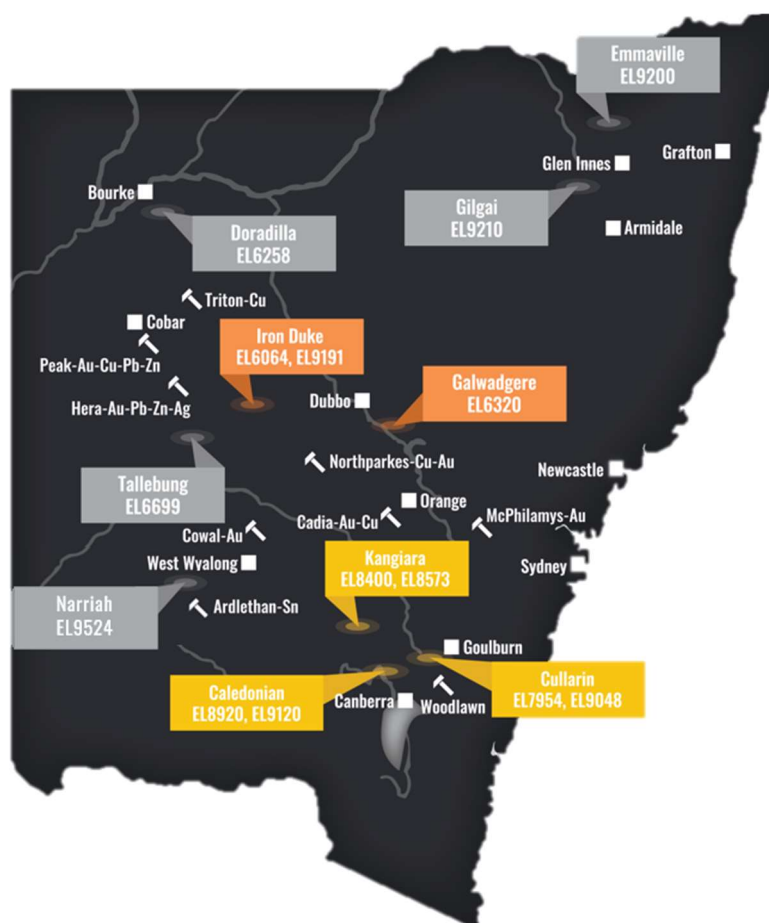 Emmaville
EL9200
Glen Innes
Grafton
Bourke
Gilgai
EL9210
Armidale
Doradilla
EL6258
Triton-Cu
Cobar
Iron Duke
EL6064, EL9191
Peak-Au-Cu-Pb-Zn
Galwadgere
EL6320
Hera-Au-Pb-Zn-Ag
Dubbo
Northparkes-Cu-Au
Newcastle
Tallebung
EL6699
Orange
Cadia-Au-Cu
McPhilamys-Au
Cowal-Au
Kangiara
EL8400, EL8573
West Wyalong
Sydney
Narriah
EL9524
Ardlethan-Sn
Goulburn
Caledonian
EL8920, EL9120
Cullarin
EL7954, EL9048
Canberra
Woodlawn